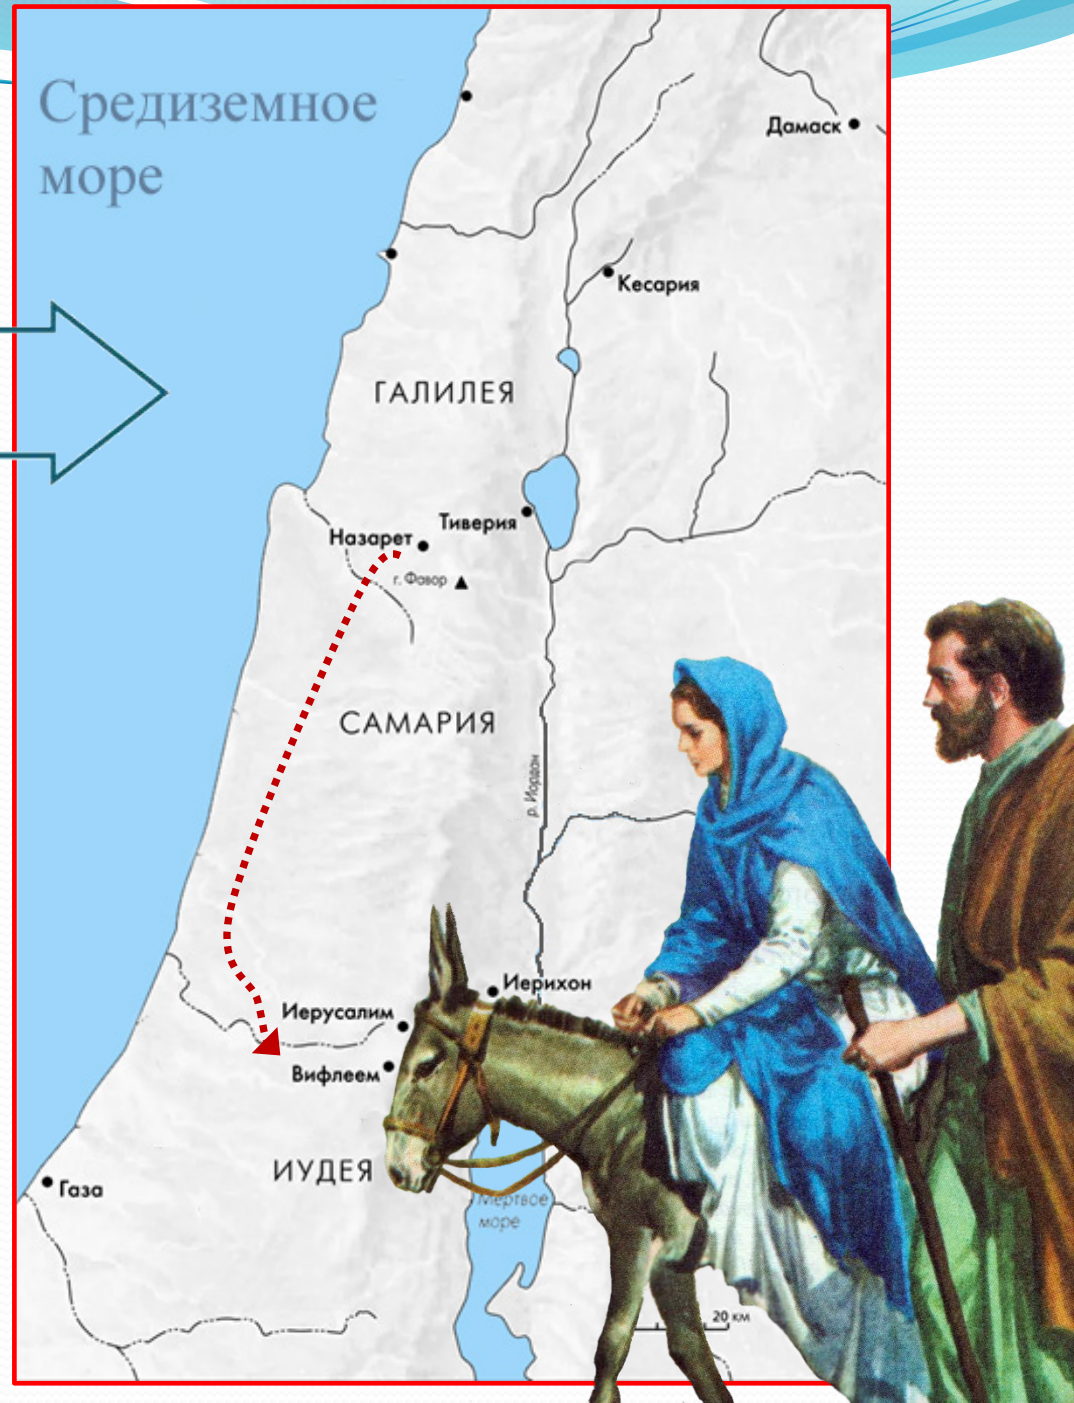 Средиземное
море
Дамаск
Кесария
ГАЛИЛЕЯ
Тиверия
Назарет
г. Фавор
САМАРИЯ
р. Иордан
Иерихон
Иерусалим
Вифлеем
ИУДЕЯ
Газа
Мертвое
море
20 км